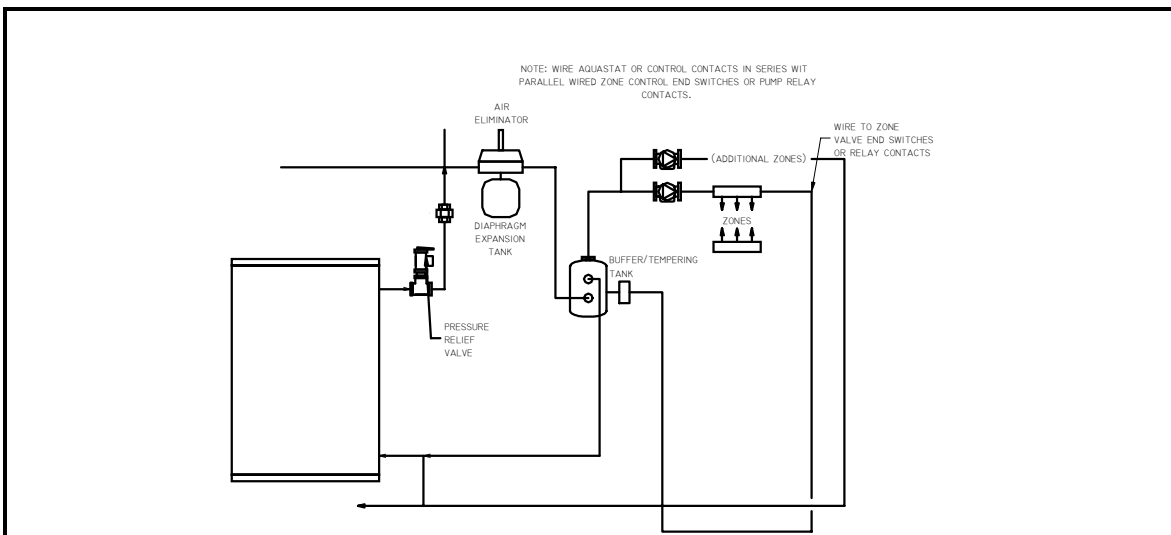 NOTE: WIRE AQUASTAT OR CONTROL CONTACTS IN SERIES WIT
PARALLEL WIRED ZONE CONTROL END SWITCHES OR PUMP RELAY
CONTACTS.
AIR
ELIMINATOR
WIRE TO ZONE
VALVE END SWITCHES
OR RELAY CONTACTS
(ADDITIONAL ZONES)
DIAPHRAGM
EXPANSION
TANK
ZONES
BUFFER/TEMPERING
TANK
PRESSURE
RELIEF
VALVE